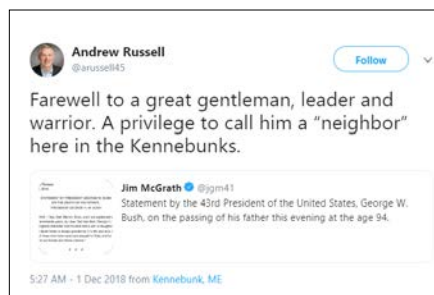 Andrew Russell
@arussell45
Follow
Farewell to a great gentleman, leader and
warrior. A privilege to call him a “neighbor”
here in the Kennebunks.
Jim McGrath @jgm41
Statement by the 43rd President of the United States, George W.
Bush, on the passing of his father this evening at the age 94.
5:27 AM - 1 Dec 2018 from Kennebunk, ME